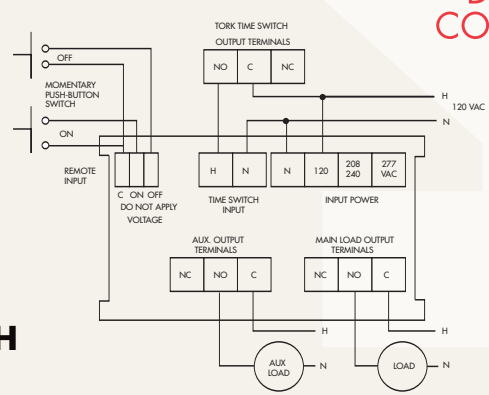 D
CO
TORK TIME SWITCH
OUTPUT TERMINALS
OFF
NO C NC
MOMENTARY
PUSH-BUTTON
SWITCH
H
120 VAC
N
ON
REMOTE
INPUT
H N
N 120 208
240 277
VAC
C ON OFF
DO NOT APPLY
VOLTAGE
TIME SWITCH
INPUT
INPUT POWER
AUX. OUTPUT
TERMINALS
MAIN LOAD OUTPUT
TERMINALS
NC NO C
NC NO C
H
H
H
AUX
LOAD
N
LOAD
N